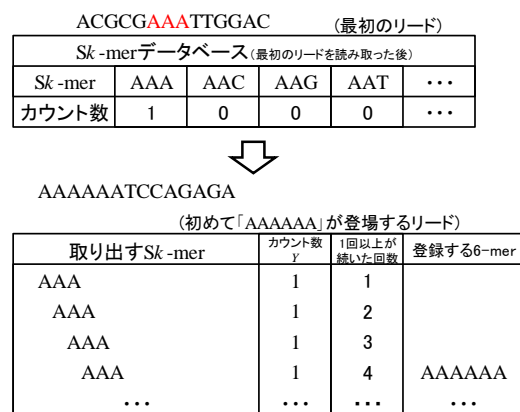 ACGCGAAATTGGAC (最初のリード)
Sk-merデータベース(最初のリードを読み取った後)
Sk-mer AAA AAC AAG AAT ・・・
カウント数 1 0 0 0 ・・・
AAAAAATCCAGAGA
(初めて「AAAAAA」が登場するリード)
取り出すSk-mer カウント数Y 1回以上が続いた回数 登録する6-mer
AAA 1 1
AAA 1 2
AAA 1 3
AAA 1 4 AAAAAA
・・・ ・・・ ・・・ ・・・